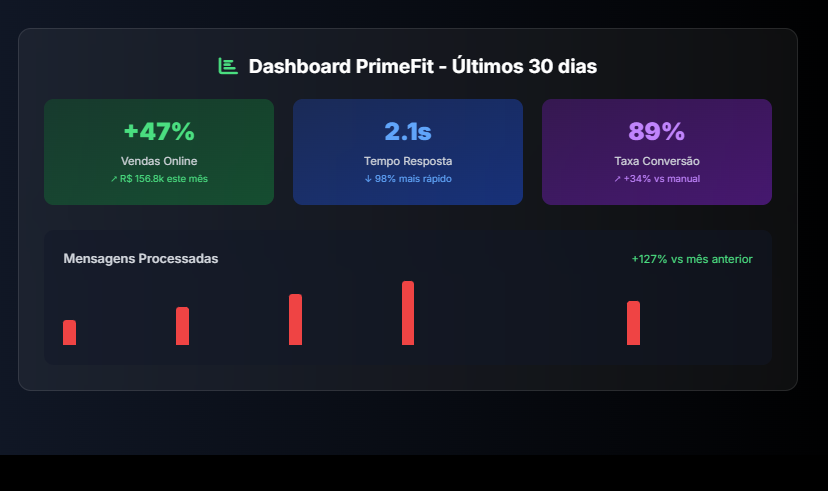 Dashboard PrimeFit - Últimos 30 dias
+47%
Vendas Online
↗ R$ 156.8k este mês
2.1s
Tempo Resposta
↓ 98% mais rápido
89%
Taxa Conversão
↗ +34% vs manual
Mensagens Processadas
+127% vs mês anterior